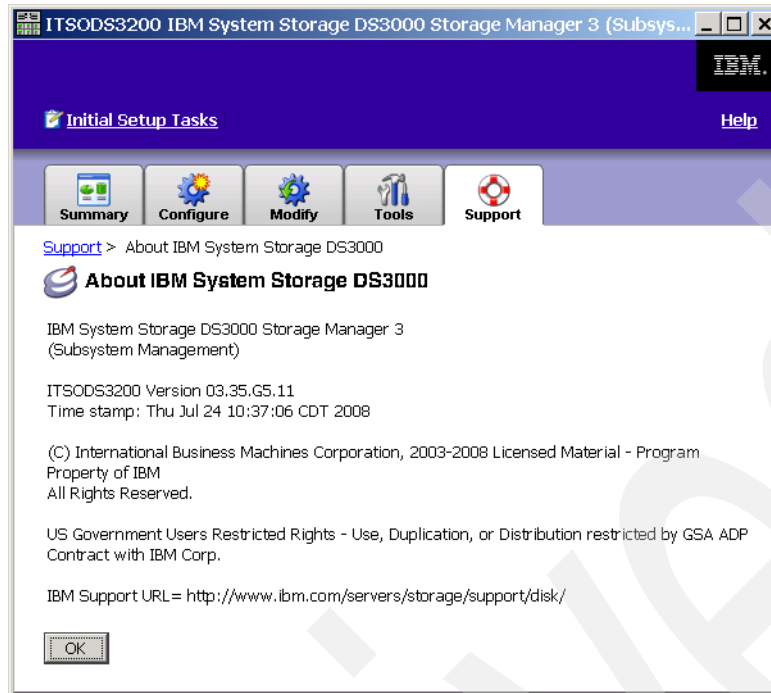 ITSODS3200 IBM System Storage DS3000 Storage Manager 3 (Subsys...
IBM.
Initial Setup Tasks
Help
Summary
Configure
Modify
Tools
Support
Support > About IBM System Storage DS3000
About IBM System Storage DS3000
IBM System Storage DS3000 Storage Manager 3
(Subsystem Management)
ITSODS3200 Version 03.35.G5.11
Time stamp: Thu Jul 24 10:37:06 CDT 2008
(C) International Business Machines Corporation, 2003-2008 Licensed Material - Program
Property of IBM
All Rights Reserved.
US Government Users Restricted Rights - Use, Duplication, or Distribution restricted by GSA ADP
Contract with IBM Corp.
IBM Support URL= http://www.ibm.com/servers/storage/support/disk/
OK